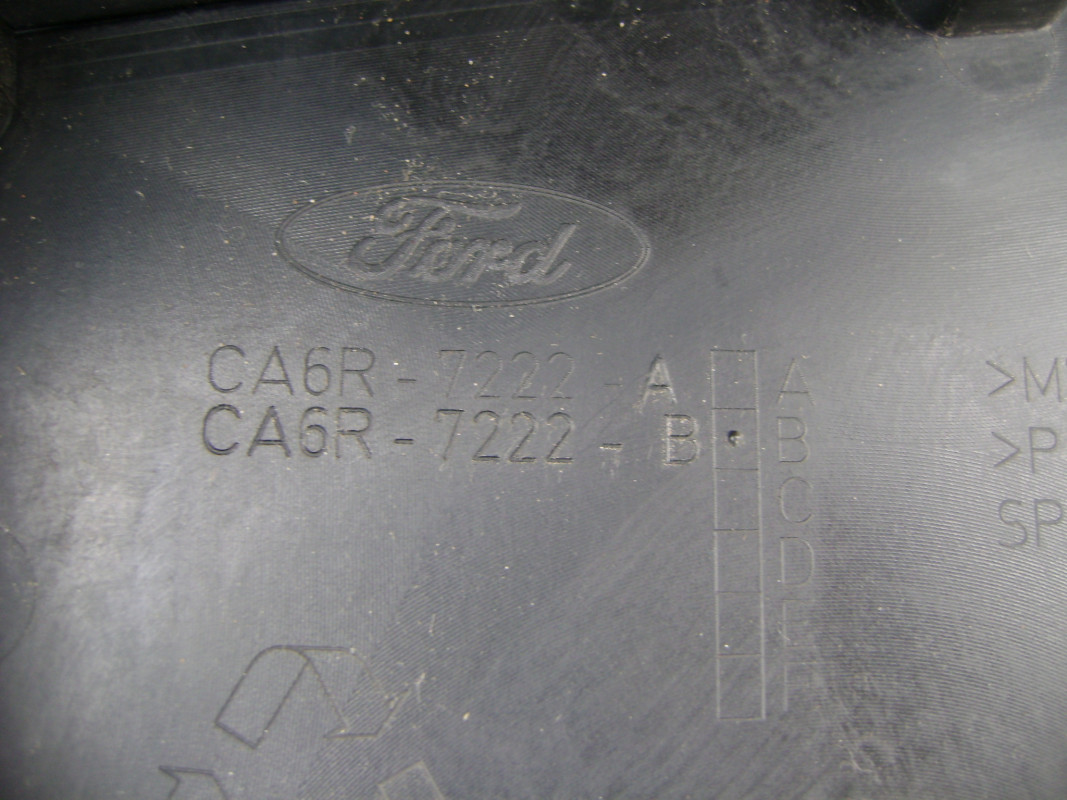 Ford
CA6R-7222-A A >M
CA6R-7222-B B >P
C SP
D
E
F